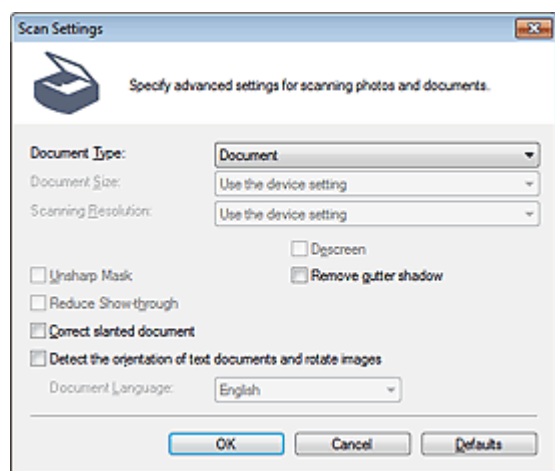 Scan Settings
Specify advanced settings for scanning photos and documents.
Document Type: Document
Document Size: Use the device setting
Scanning Resolution: Use the device setting
Descreen
Unsharp Mask Remove gutter shadow
Reduce Show-through
Correct slanted document
Detect the orientation of text documents and rotate images
Document Language: English
OK Cancel Defaults